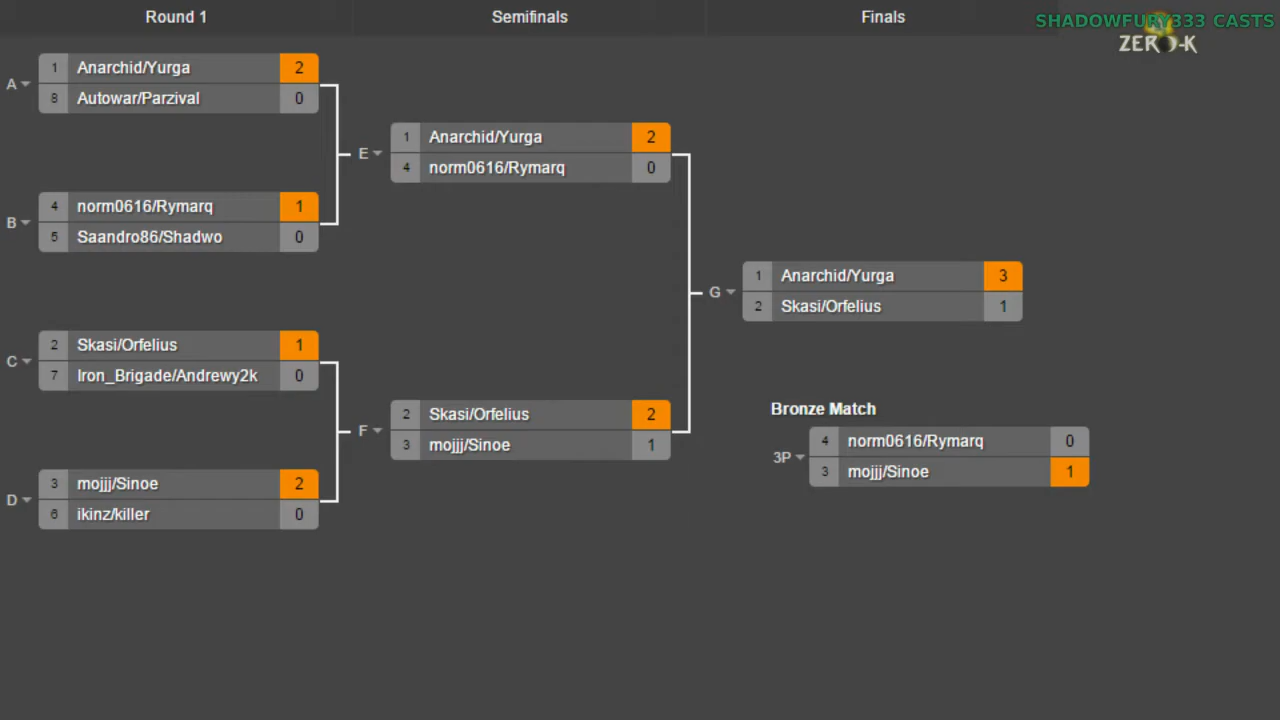 Round 1
Semifinals
Finals
SHADOWFURY333 CASTS
ZERO-K
A
1 Anarchid/Yurga 2
8 Autowar/Parzival 0
B
4 norm0616/Rymarq 1
5 Saandro86/Shadwo 0
C
2 Skasi/Orfelius 1
7 Iron_Brigade/Andrewy2k 0
D
3 mojjj/Sinoe 2
6 ikinz/killer 0
E
1 Anarchid/Yurga 2
4 norm0616/Rymarq 0
F
2 Skasi/Orfelius 2
3 mojjj/Sinoe 1
G
1 Anarchid/Yurga 3
2 Skasi/Orfelius 1
Bronze Match
3P
4 norm0616/Rymarq 0
3 mojjj/Sinoe 1